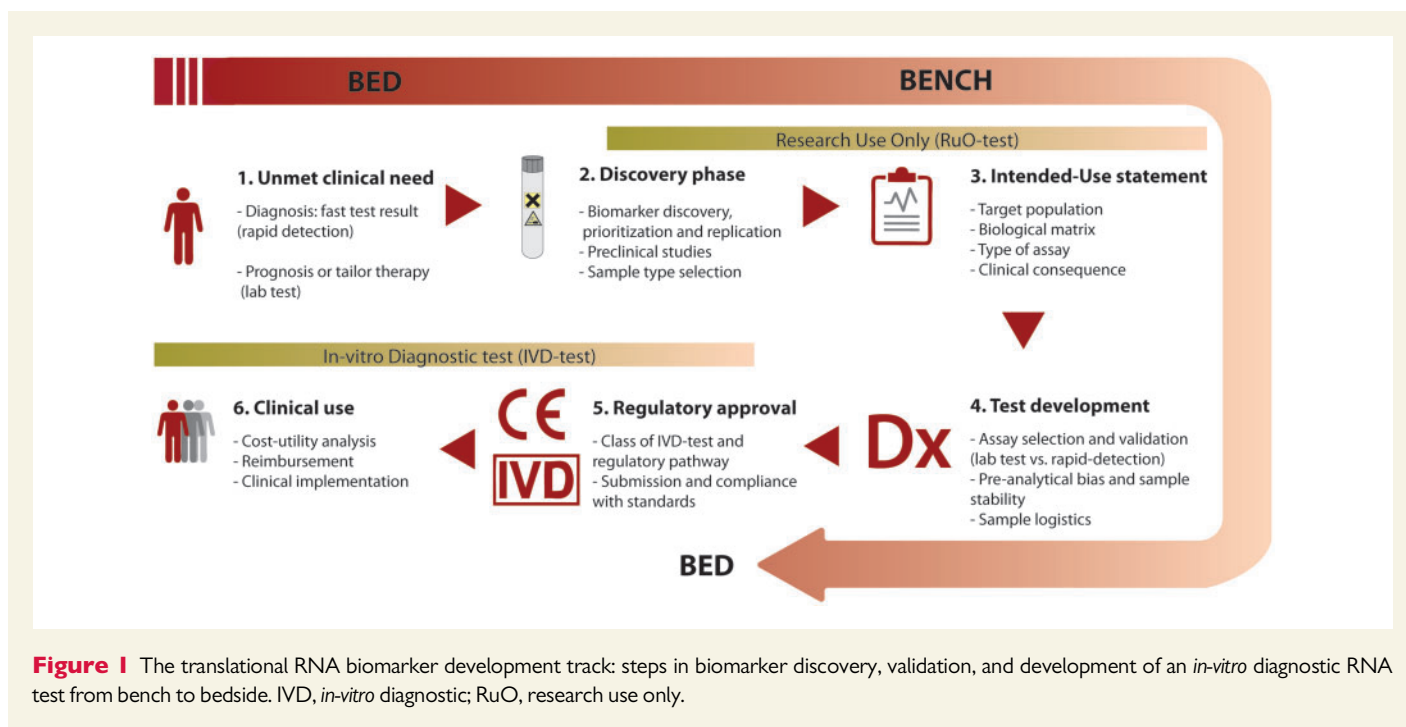 BED
BENCH
Research Use Only (RuO-test)
1. Unmet clinical need
- Diagnosis: fast test result
(rapid detection)
- Prognosis or tailor therapy
(lab test)
2. Discovery phase
- Biomarker discovery,
prioritization and replication
- Preclinical studies
- Sample type selection
3. Intended-Use statement
- Target population
- Biological matrix
- Type of assay
- Clinical consequence
In-vitro Diagnostic test (IVD-test)
6. Clinical use
- Cost-utility analysis
- Reimbursement
- Clinical implementation
CE
IVD
5. Regulatory approval
- Class of IVD-test and
regulatory pathway
- Submission and compliance
with standards
Dx
4. Test development
- Assay selection and validation
(lab test vs. rapid-detection)
- Pre-analytical bias and sample
stability
- Sample logistics
BED
Figure 1 The translational RNA biomarker development track: steps in biomarker discovery, validation, and development of an in-vitro diagnostic RNA
test from bench to bedside. IVD, in-vitro diagnostic; RuO, research use only.